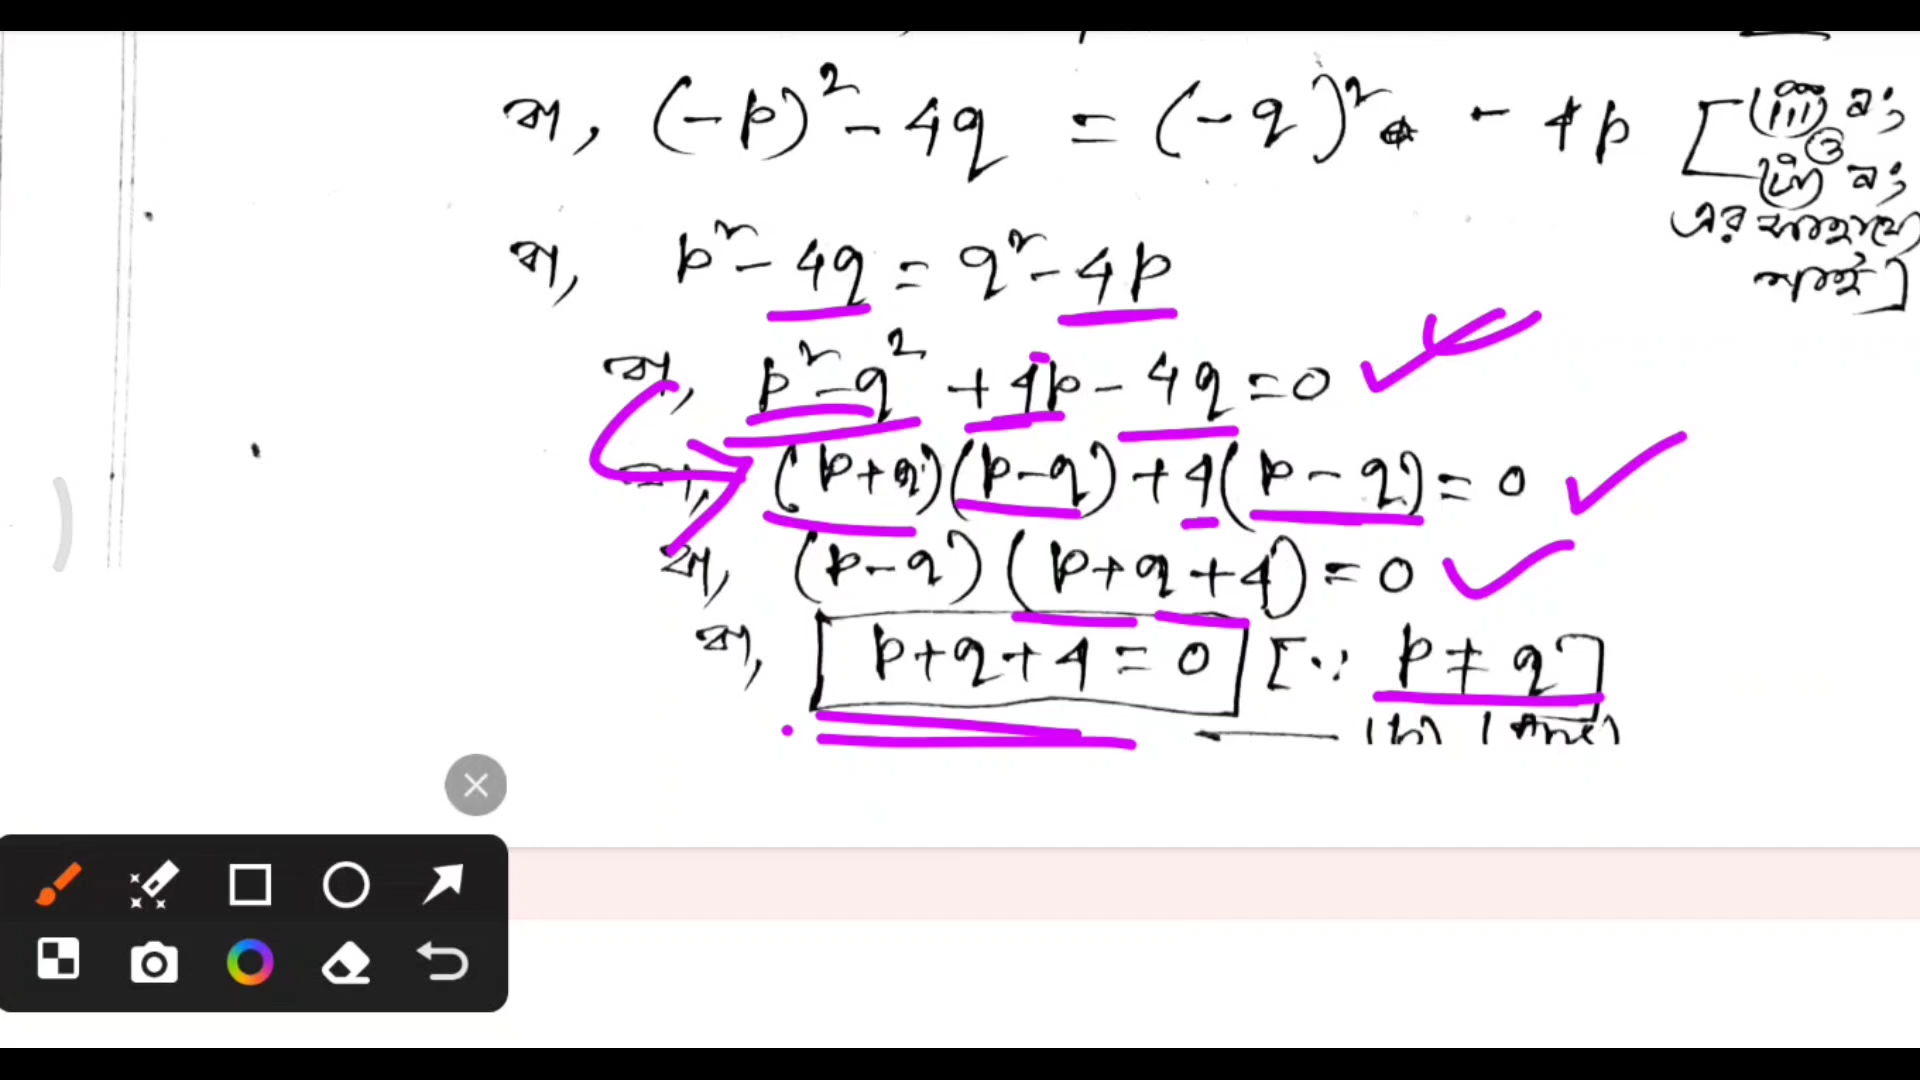 বা, (-p)² - 4q = (-q)² - 4p [(iii) নং ও (iv) নং এর সাহায্যে পাই]
বা, p² - 4q = q² - 4p
বা, p² - q² + 4p - 4q = 0
বা, (p+q)(p-q) + 4(p-q) = 0
বা, (p-q)(p+q+4) = 0
বা, p+q+4 = 0 [∵ p ≠ q]